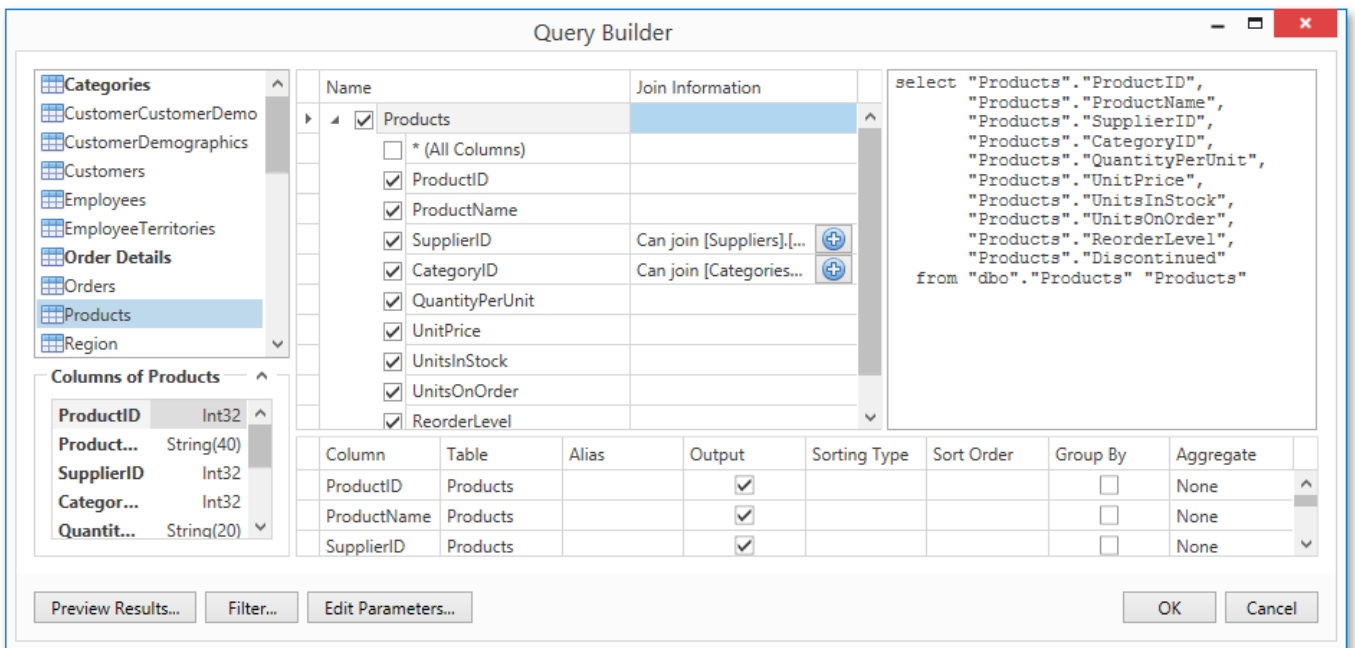 Query Builder
Categories
CustomerCustomerDemo
CustomerDemographics
Customers
Employees
EmployeeTerritories
Order Details
Orders
Products
Region
Columns of Products
ProductID Int32
Product... String(40)
SupplierID Int32
Categor... Int32
Quantit... String(20)
Name Join Information
Products
* (All Columns)
ProductID
ProductName
SupplierID Can join [Suppliers].[...
CategoryID Can join [Categories...
QuantityPerUnit
UnitPrice
UnitsInStock
UnitsOnOrder
ReorderLevel
select "Products"."ProductID",
"Products"."ProductName",
"Products"."SupplierID",
"Products"."CategoryID",
"Products"."QuantityPerUnit",
"Products"."UnitPrice",
"Products"."UnitsInStock",
"Products"."UnitsOnOrder",
"Products"."ReorderLevel",
"Products"."Discontinued"
from "dbo"."Products" "Products"
Column Table Alias Output Sorting Type Sort Order Group By Aggregate
ProductID Products None
ProductName Products None
SupplierID Products None
Preview Results... Filter... Edit Parameters... OK Cancel